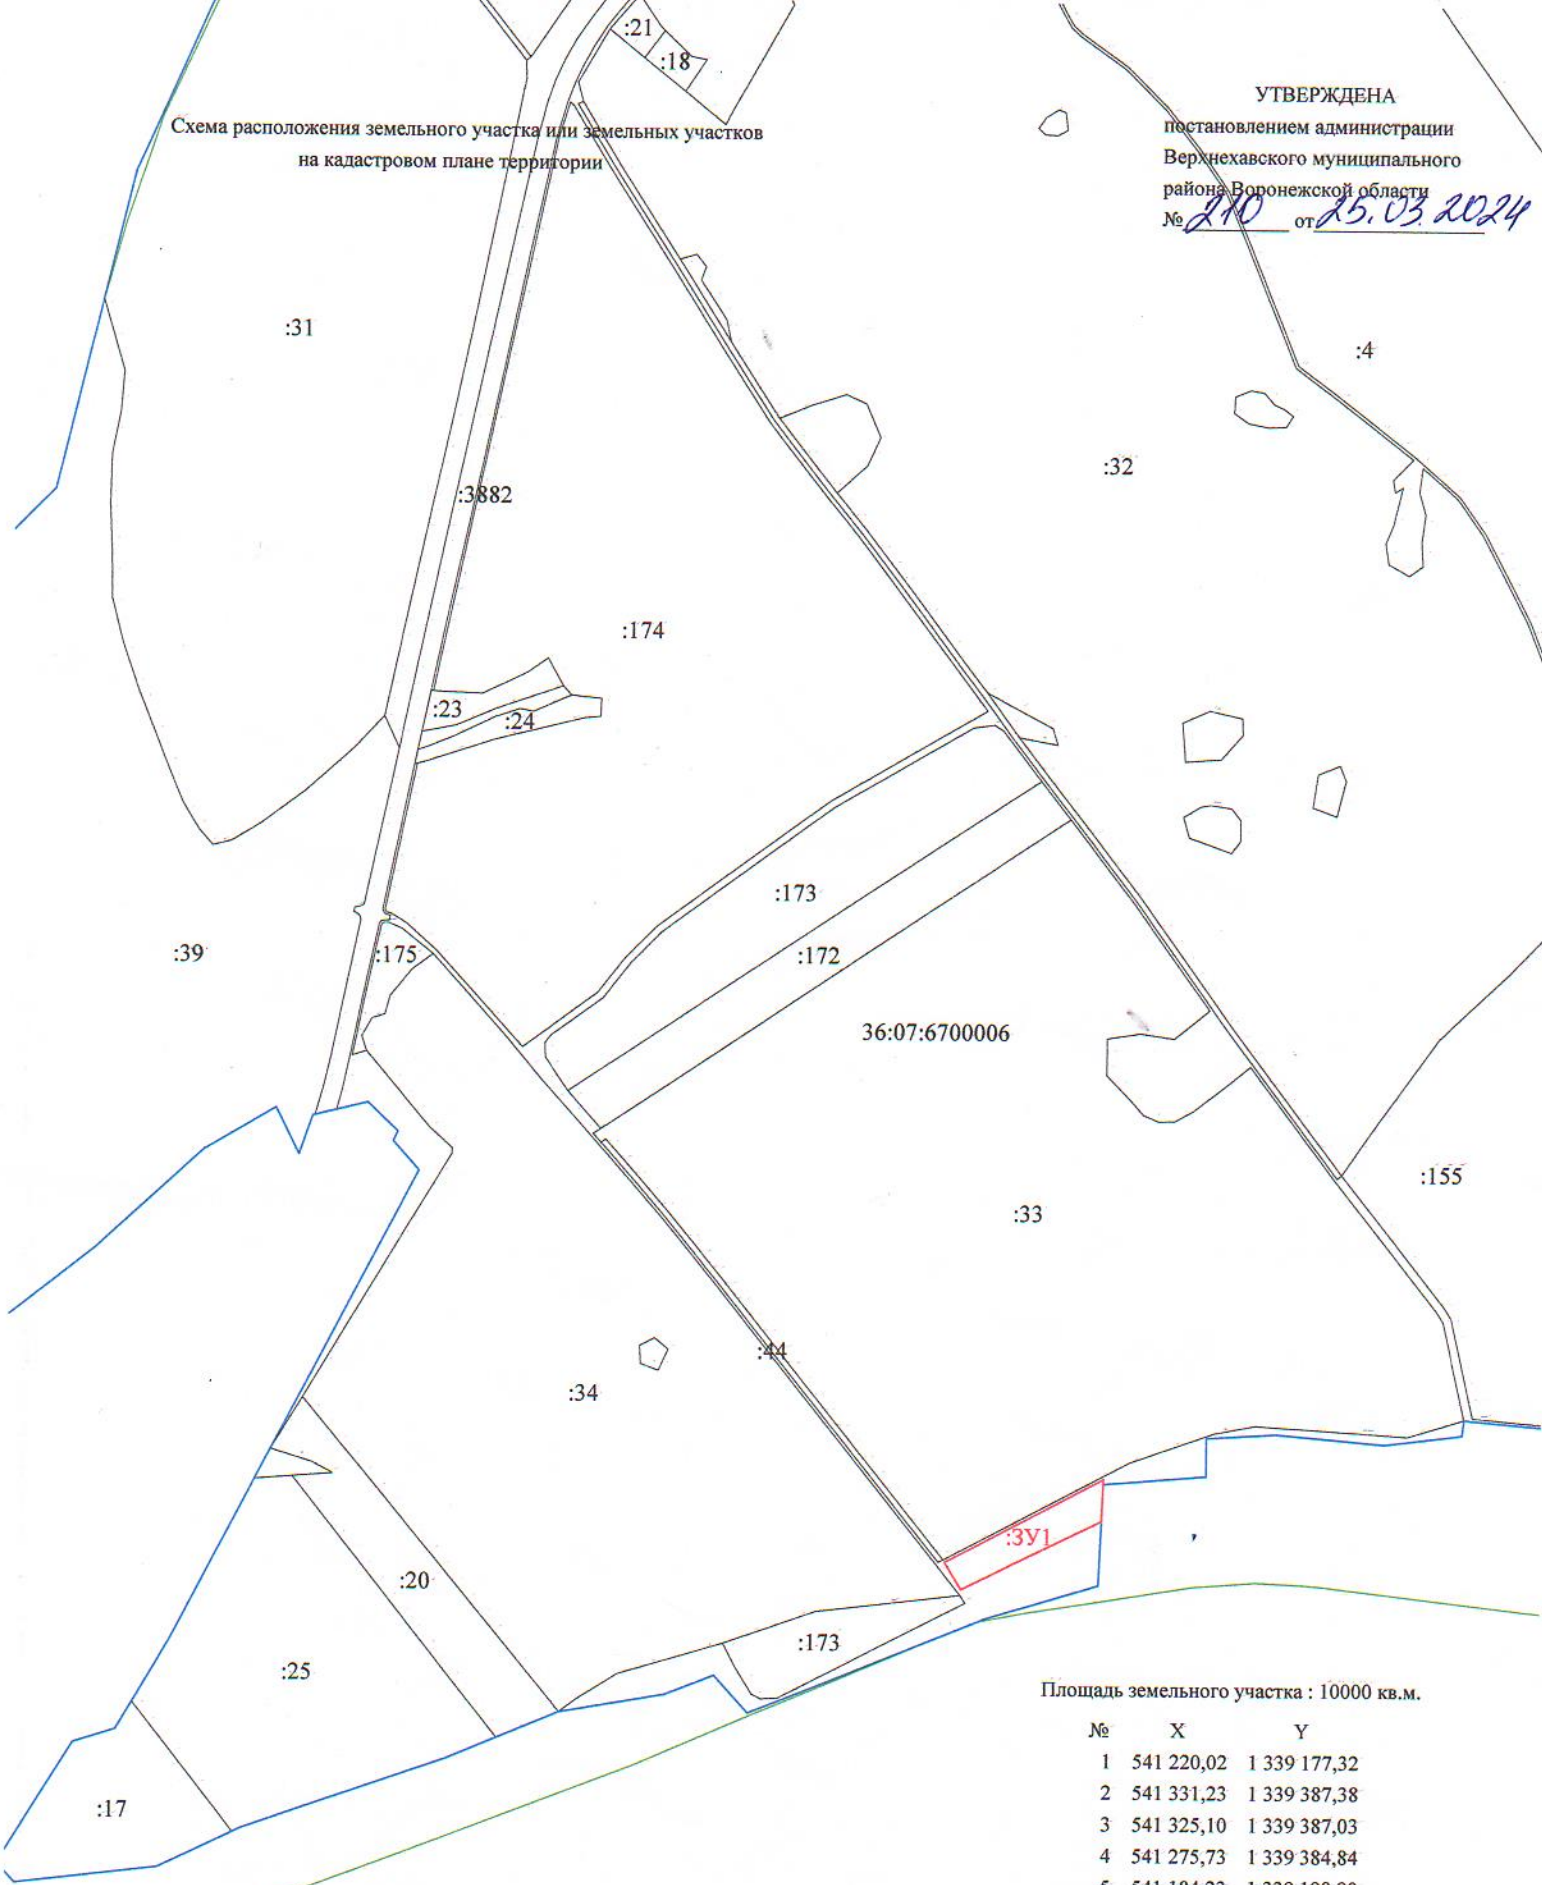 :21
:18
УТВЕРЖДЕНА
постановлением администрации
Верхнехавского муниципального
района Воронежской области
№ 210 от 25.03.2024
Схема расположения земельного участка или земельных участков
на кадастровом плане территории
:31
:4
:32
:3882
:174
:23
:24
:173
:39
:175
:172
36:07:6700006
:155
:33
:44
:34
:ЗУ1
:20
:173
:25
:17
Площадь земельного участка : 10000 кв.м.
№ X Y
1 541 220,02 1 339 177,32
2 541 331,23 1 339 387,38
3 541 325,10 1 339 387,03
4 541 275,73 1 339 384,84